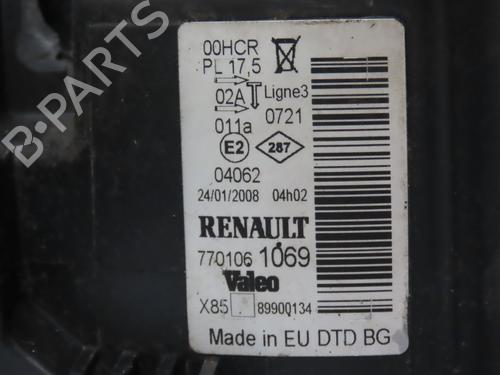 00HCR
PL 17,5
02A Ligne3
0721
011a
E2 287
04062
24/01/2008 04h02
RENAULT
770106 1069
Valeo
X85 89900134
Made in EU DTD BG
B-PARTS